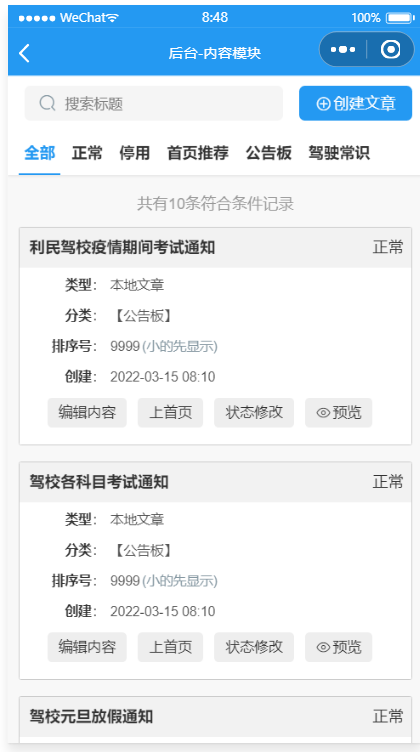 WeChat 8:48 100%
后台-内容模块
搜索标题 创建文章
全部 正常 停用 首页推荐 公告板 驾驶常识
共有10条符合条件记录
利民驾校疫情期间考试通知 正常
类型： 本地文章
分类： 【公告板】
排序号： 9999 (小的先显示)
创建： 2022-03-15 08:10
编辑内容 上首页 状态修改 预览
驾校各科目考试通知 正常
类型： 本地文章
分类： 【公告板】
排序号： 9999 (小的先显示)
创建： 2022-03-15 08:10
编辑内容 上首页 状态修改 预览
驾校元旦放假通知 正常